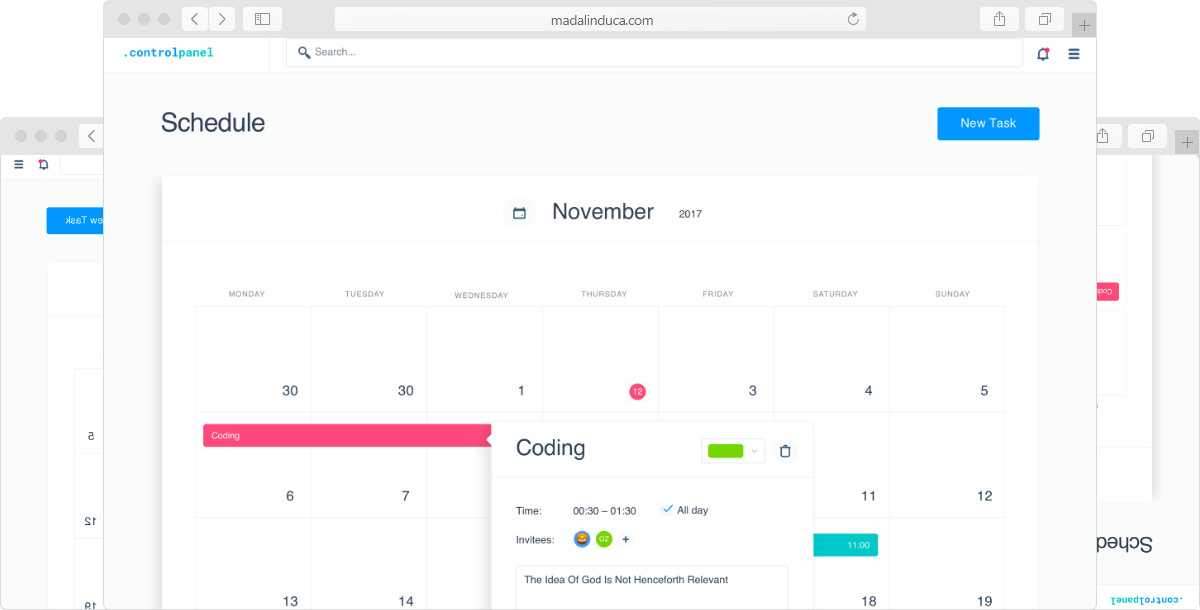 madalinduca.com
.controlpanel
Search...
Schedule
New Task
November 2017
MONDAY TUESDAY WEDNESDAY THURSDAY FRIDAY SATURDAY SUNDAY
30 30 1 12 3 4 5
Coding
Coding
6 7 11 12
Time: 00:30 – 01:30 All day
Invitees: OZ +
11:00
The Idea Of God Is Not Henceforth Relevant
13 14 18 19
ew Task
5
12
19
Coding
Sched
.controlpanel